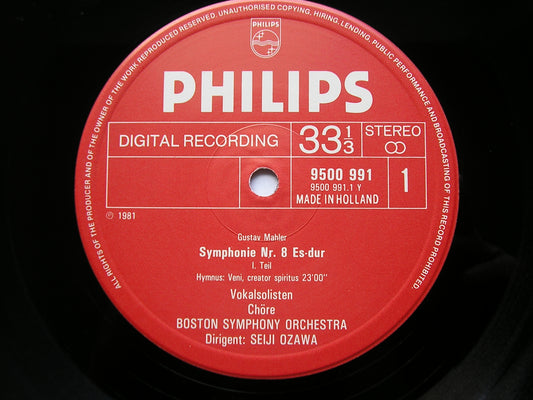 ALL RIGHTS OF THE PRODUCER AND OF THE OWNER OF THE WORK REPRODUCED RESERVED. UNAUTHORISED COPYING, HIRING, LENDING, PUBLIC PERFORMANCE AND BROADCASTING OF THIS RECORD PROHIBITED.
PHILIPS
PHILIPS
DIGITAL RECORDING
33 1/3
STEREO
9500 991
9500 991.1 Y
MADE IN HOLLAND
1
℗ 1981
Gustav Mahler
Symphonie Nr. 8 Es-dur
I. Teil
Hymnus: Veni, creator spiritus 23'00"
Vokalsolisten
Chöre
BOSTON SYMPHONY ORCHESTRA
Dirigent: SEIJI OZAWA